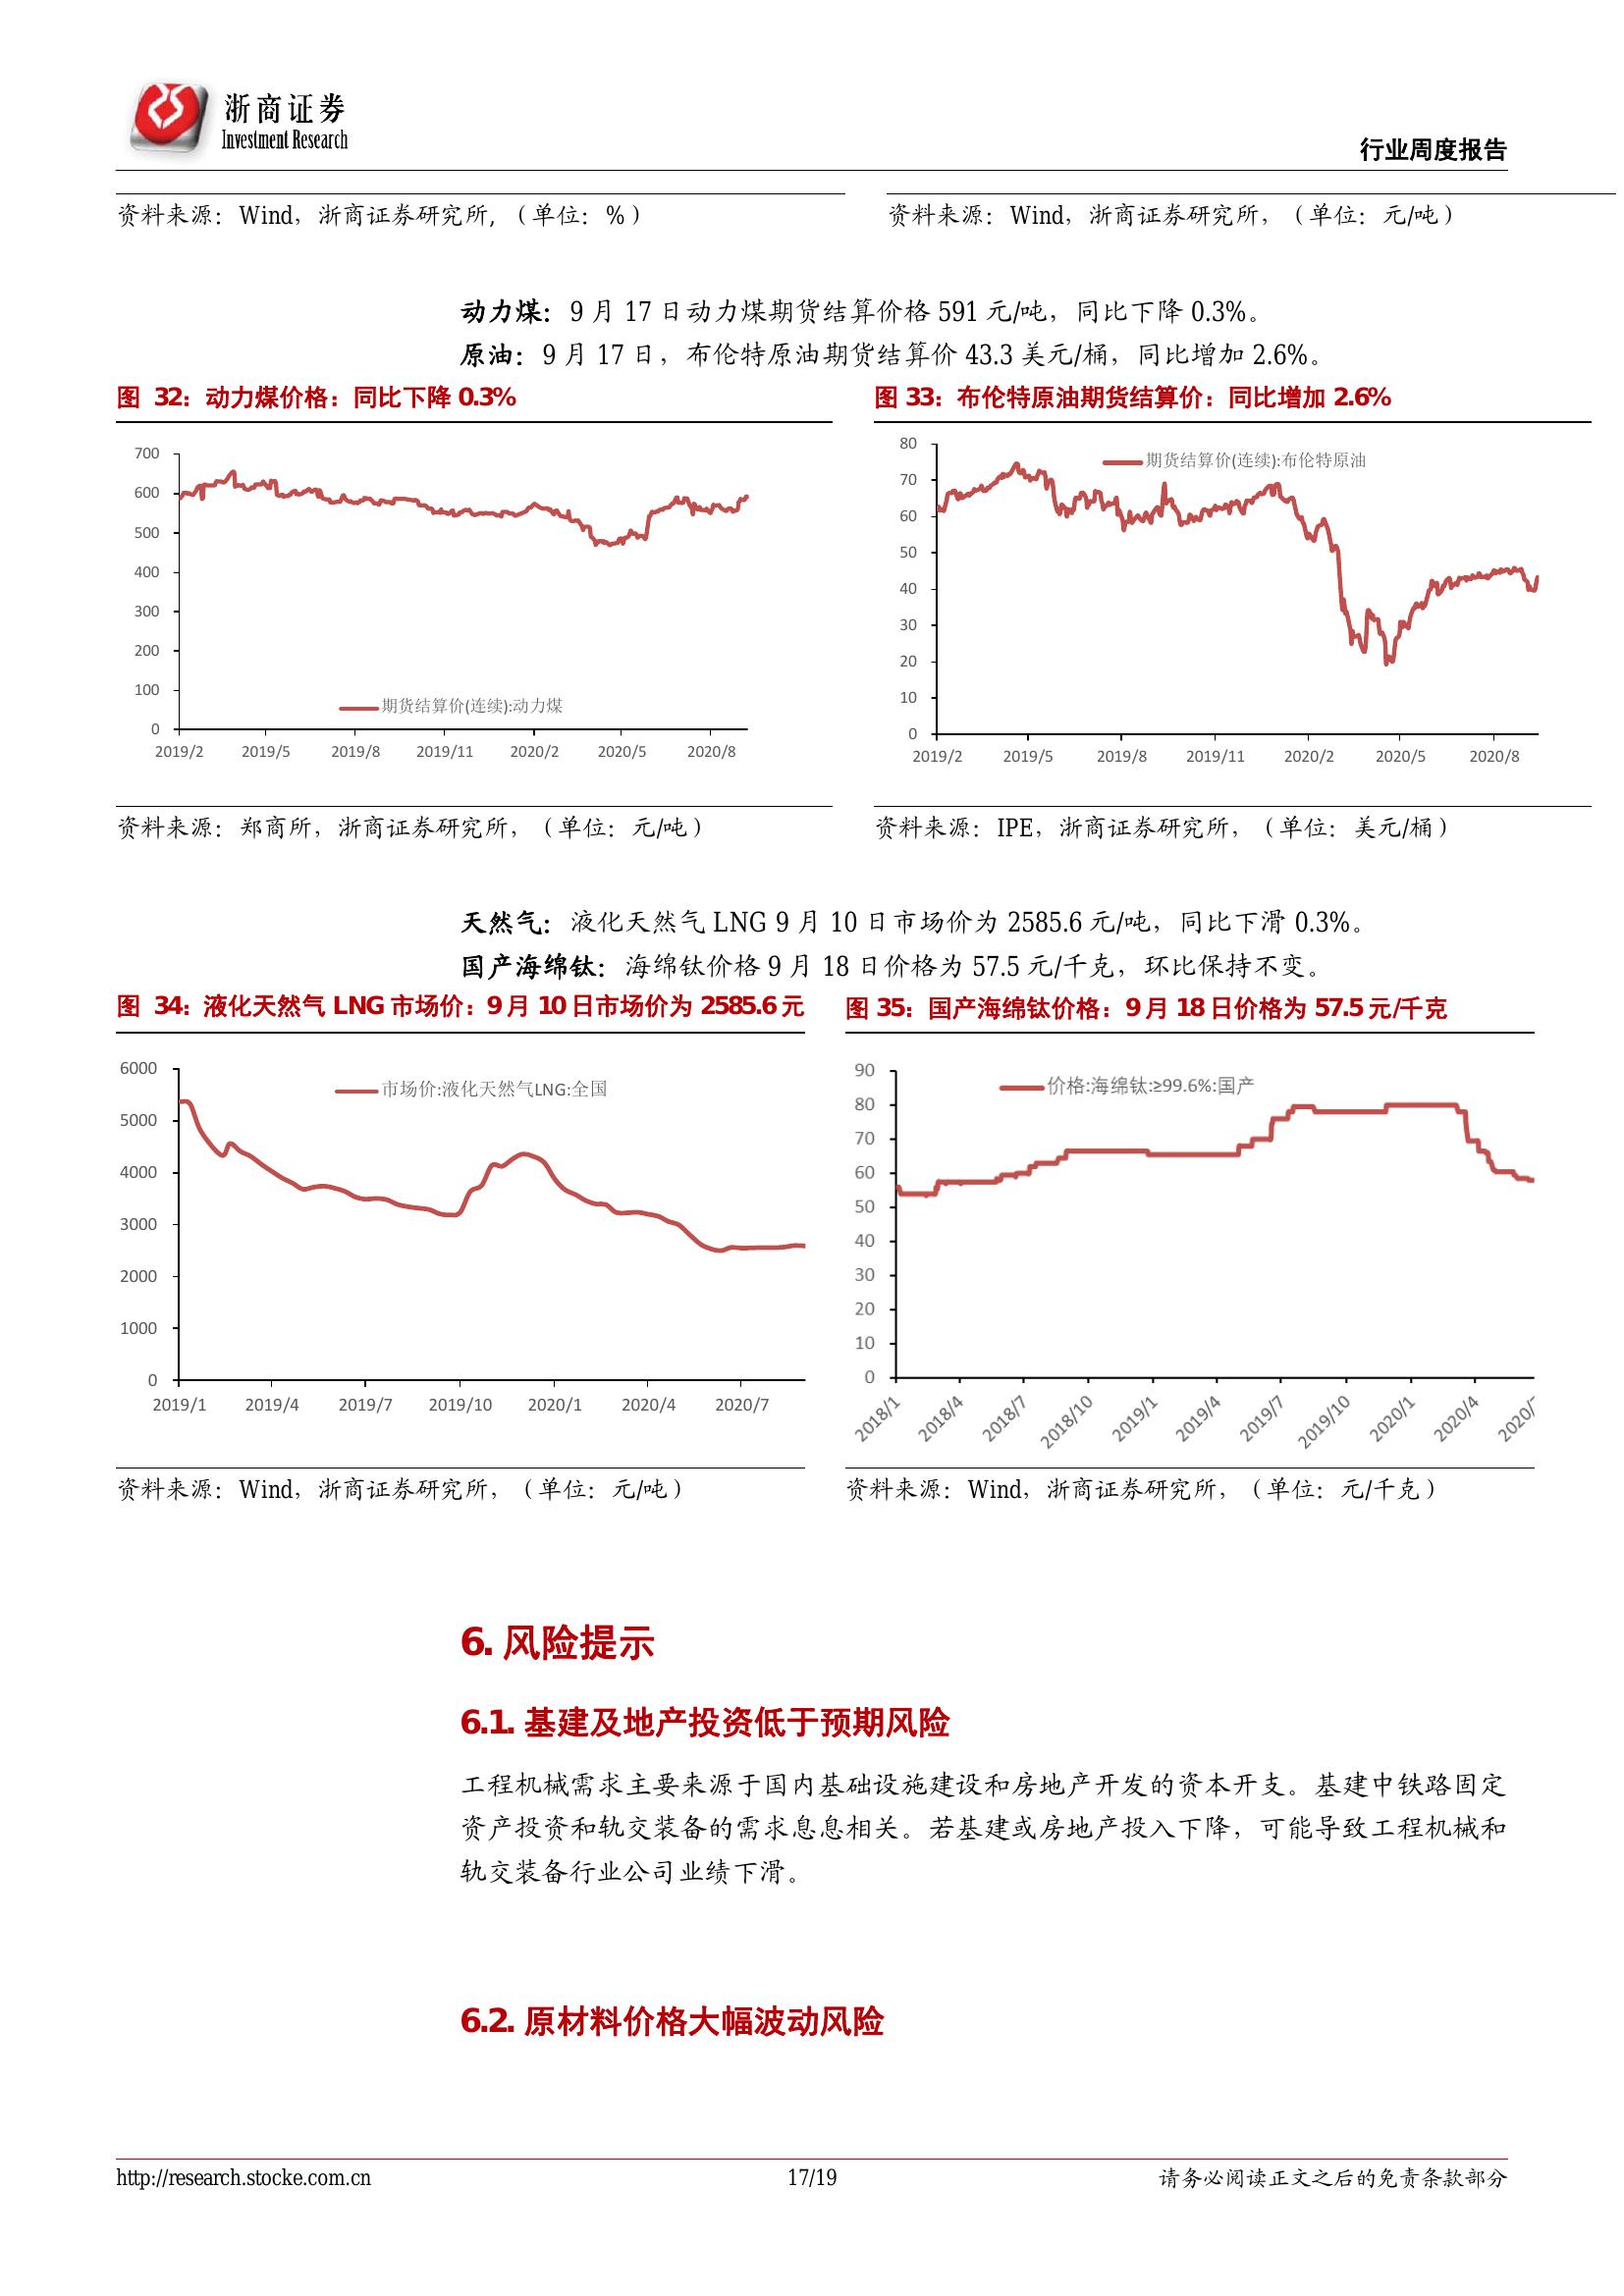 浙商证券
Investment Research
行业周度报告
资料来源：Wind，浙商证券研究所,（单位：%）
资料来源：Wind，浙商证券研究所，（单位：元/吨）
动力煤：9 月 17 日动力煤期货结算价格 591 元/吨，同比下降 0.3%。
原油：9 月 17 日，布伦特原油期货结算价 43.3 美元/桶，同比增加 2.6%。
图 32：动力煤价格：同比下降 0.3%
图 33：布伦特原油期货结算价：同比增加 2.6%
700
600
500
400
300
200
100
0
期货结算价(连续):动力煤
2019/2 2019/5 2019/8 2019/11 2020/2 2020/5 2020/8
80
70
60
50
40
30
20
10
0
期货结算价(连续):布伦特原油
2019/2 2019/5 2019/8 2019/11 2020/2 2020/5 2020/8
资料来源：郑商所，浙商证券研究所，（单位：元/吨）
资料来源：IPE，浙商证券研究所，（单位：美元/桶）
天然气：液化天然气 LNG 9 月 10 日市场价为 2585.6 元/吨，同比下滑 0.3%。
国产海绵钛：海绵钛价格 9 月 18 日价格为 57.5 元/千克，环比保持不变。
图 34：液化天然气 LNG 市场价：9 月 10 日市场价为 2585.6 元
图 35：国产海绵钛价格：9 月 18 日价格为 57.5 元/千克
6000
5000
4000
3000
2000
1000
0
市场价:液化天然气LNG:全国
2019/1 2019/4 2019/7 2019/10 2020/1 2020/4 2020/7
90
80
70
60
50
40
30
20
10
0
价格:海绵钛:≥99.6%:国产
2018/1 2018/4 2018/7 2018/10 2019/1 2019/4 2019/7 2019/10 2020/1 2020/4 2020/
资料来源：Wind，浙商证券研究所，（单位：元/吨）
资料来源：Wind，浙商证券研究所，（单位：元/千克）
6. 风险提示
6.1. 基建及地产投资低于预期风险
工程机械需求主要来源于国内基础设施建设和房地产开发的资本开支。基建中铁路固定
资产投资和轨交装备的需求息息相关。若基建或房地产投入下降，可能导致工程机械和
轨交装备行业公司业绩下滑。
6.2. 原材料价格大幅波动风险
http://research.stocke.com.cn
17/19
请务必阅读正文之后的免责条款部分